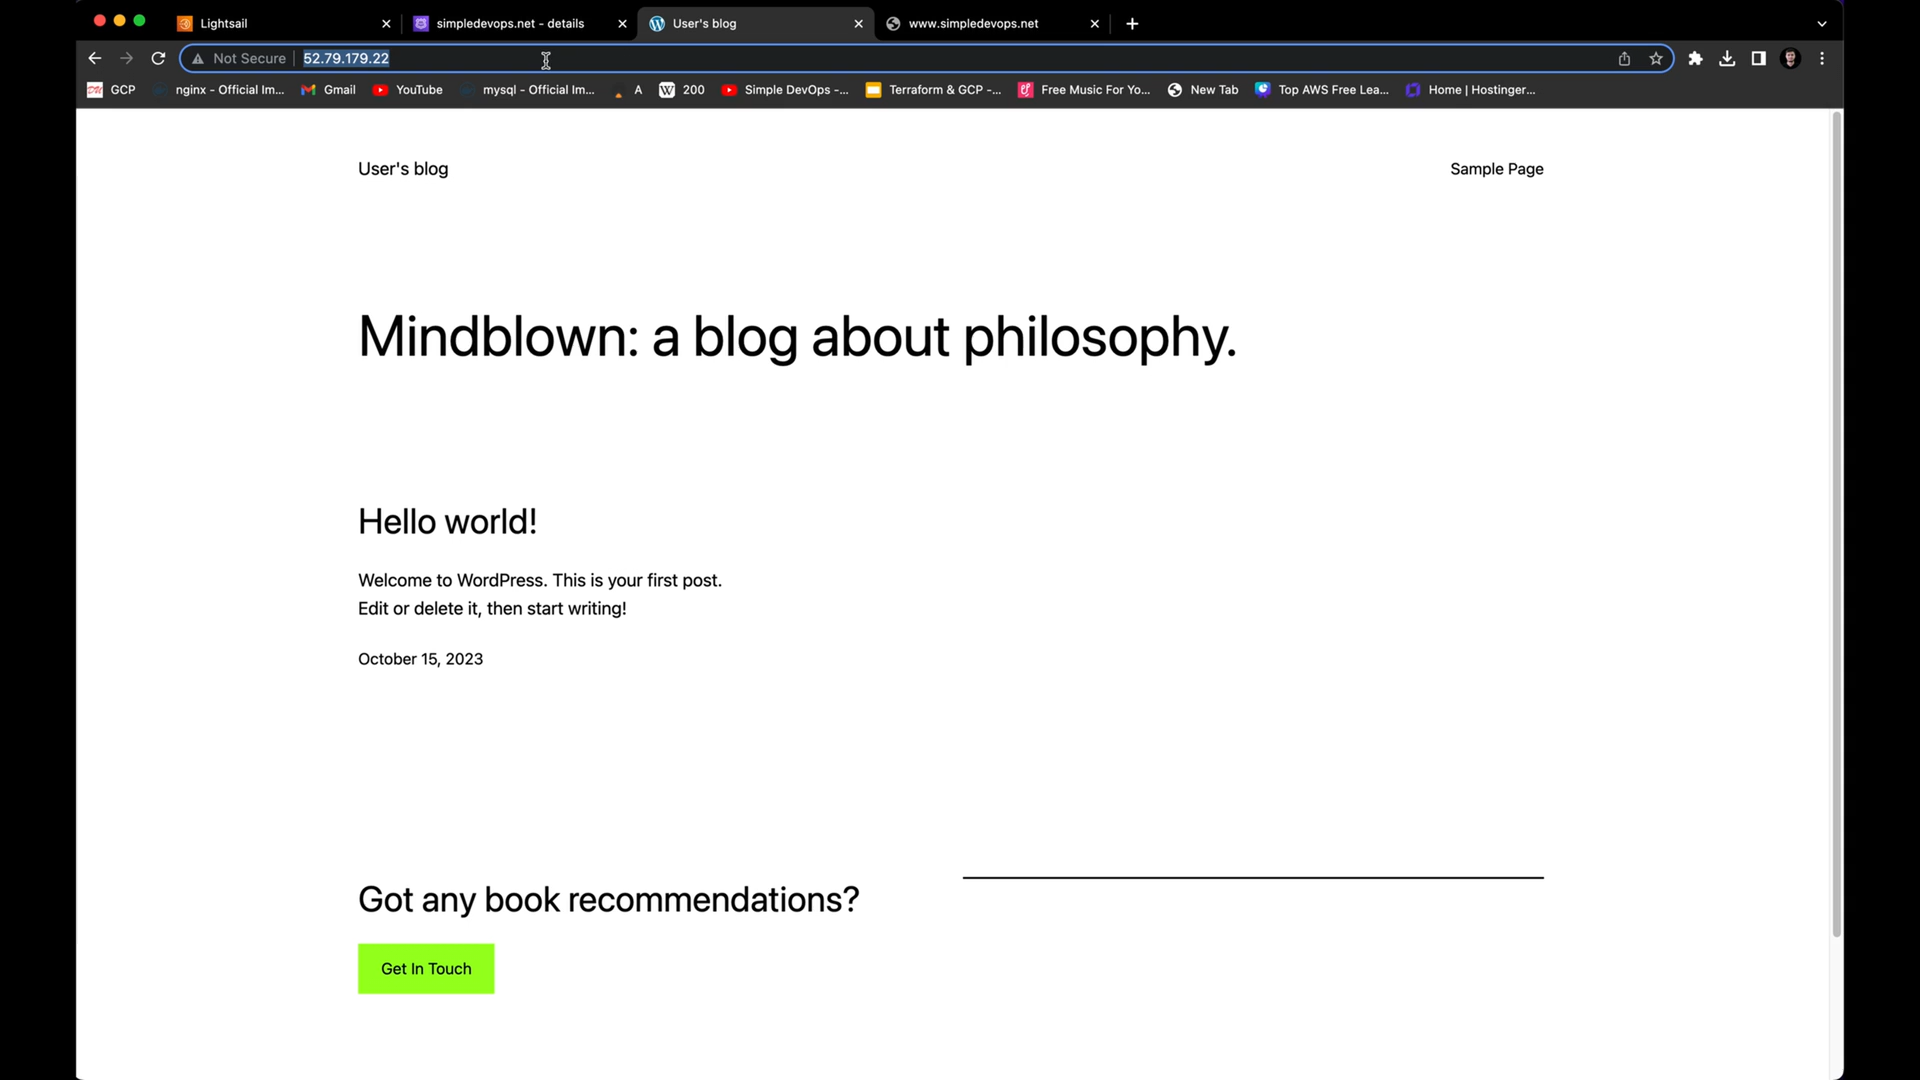 Lightsail
simpledevops.net - details
User's blog
www.simpledevops.net
Not Secure
52.79.179.22
GCP
nginx - Official Im...
Gmail
YouTube
mysql - Official Im...
A
200
Simple DevOps -...
Terraform & GCP -...
Free Music For Yo...
New Tab
Top AWS Free Lea...
Home | Hostinger...
User's blog
Sample Page
Mindblown: a blog about philosophy.
Hello world!
Welcome to WordPress. This is your first post.
Edit or delete it, then start writing!
October 15, 2023
Got any book recommendations?
Get In Touch